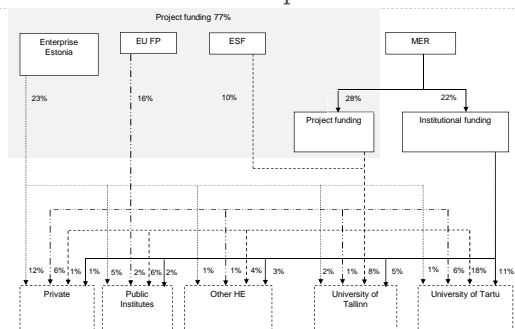 Project funding 77%
Enterprise
Estonia
EU FP
ESF
MER
23%
16%
10%
28%
22%
Project funding
Institutional funding
12%
6%
1%
1%
5%
2%
6%
2%
1%
1%
4%
3%
2%
1%
8%
5%
1%
6%
18%
11%
Private
Public
Institutes
Other HE
University of
Tallinn
University of Tartu